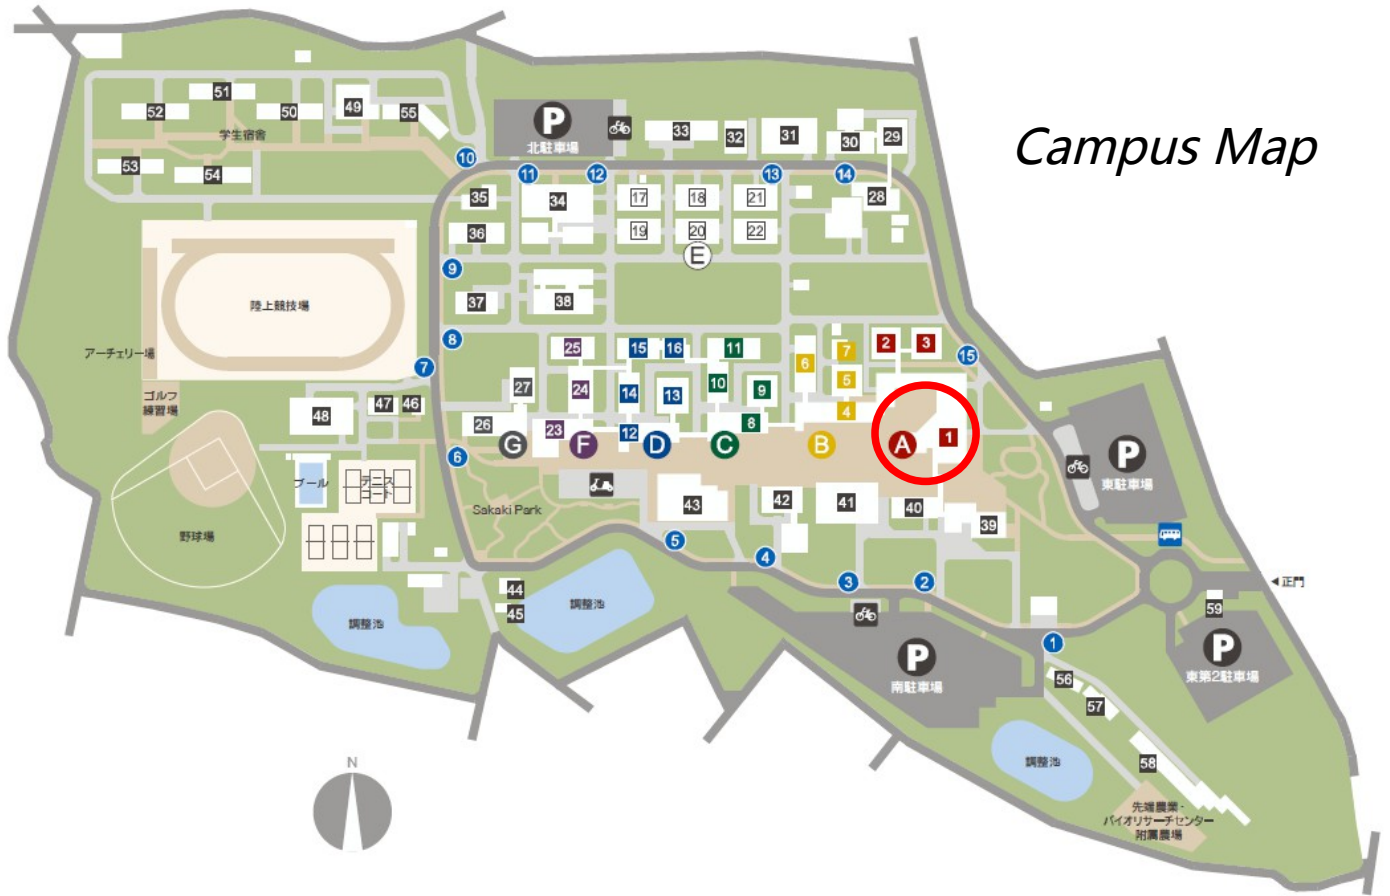 Campus Map
51
52
50
49
55
学生宿舎
53
54
P
北駐車場
33
32
31
30
29
10
11
12
13
14
35
34
17
18
21
28
36
19
20
22
E
9
37
38
陸上競技場
アーチェリー場
8
7
25
15
16
11
6
7
2
3
15
ゴルフ
練習場
27
24
14
13
10
9
5
48
47
46
26
23
12
8
4
1
G
F
D
C
B
A
6
プール
テニス
コート
P
東駐車場
野球場
Sakaki Park
43
42
41
40
39
5
4
3
2
正門
44
45
調整池
調整池
59
1
P
南駐車場
P
東第2駐車場
56
57
58
調整池
先端農業・
バイオリサーチセンター
附属農場
N